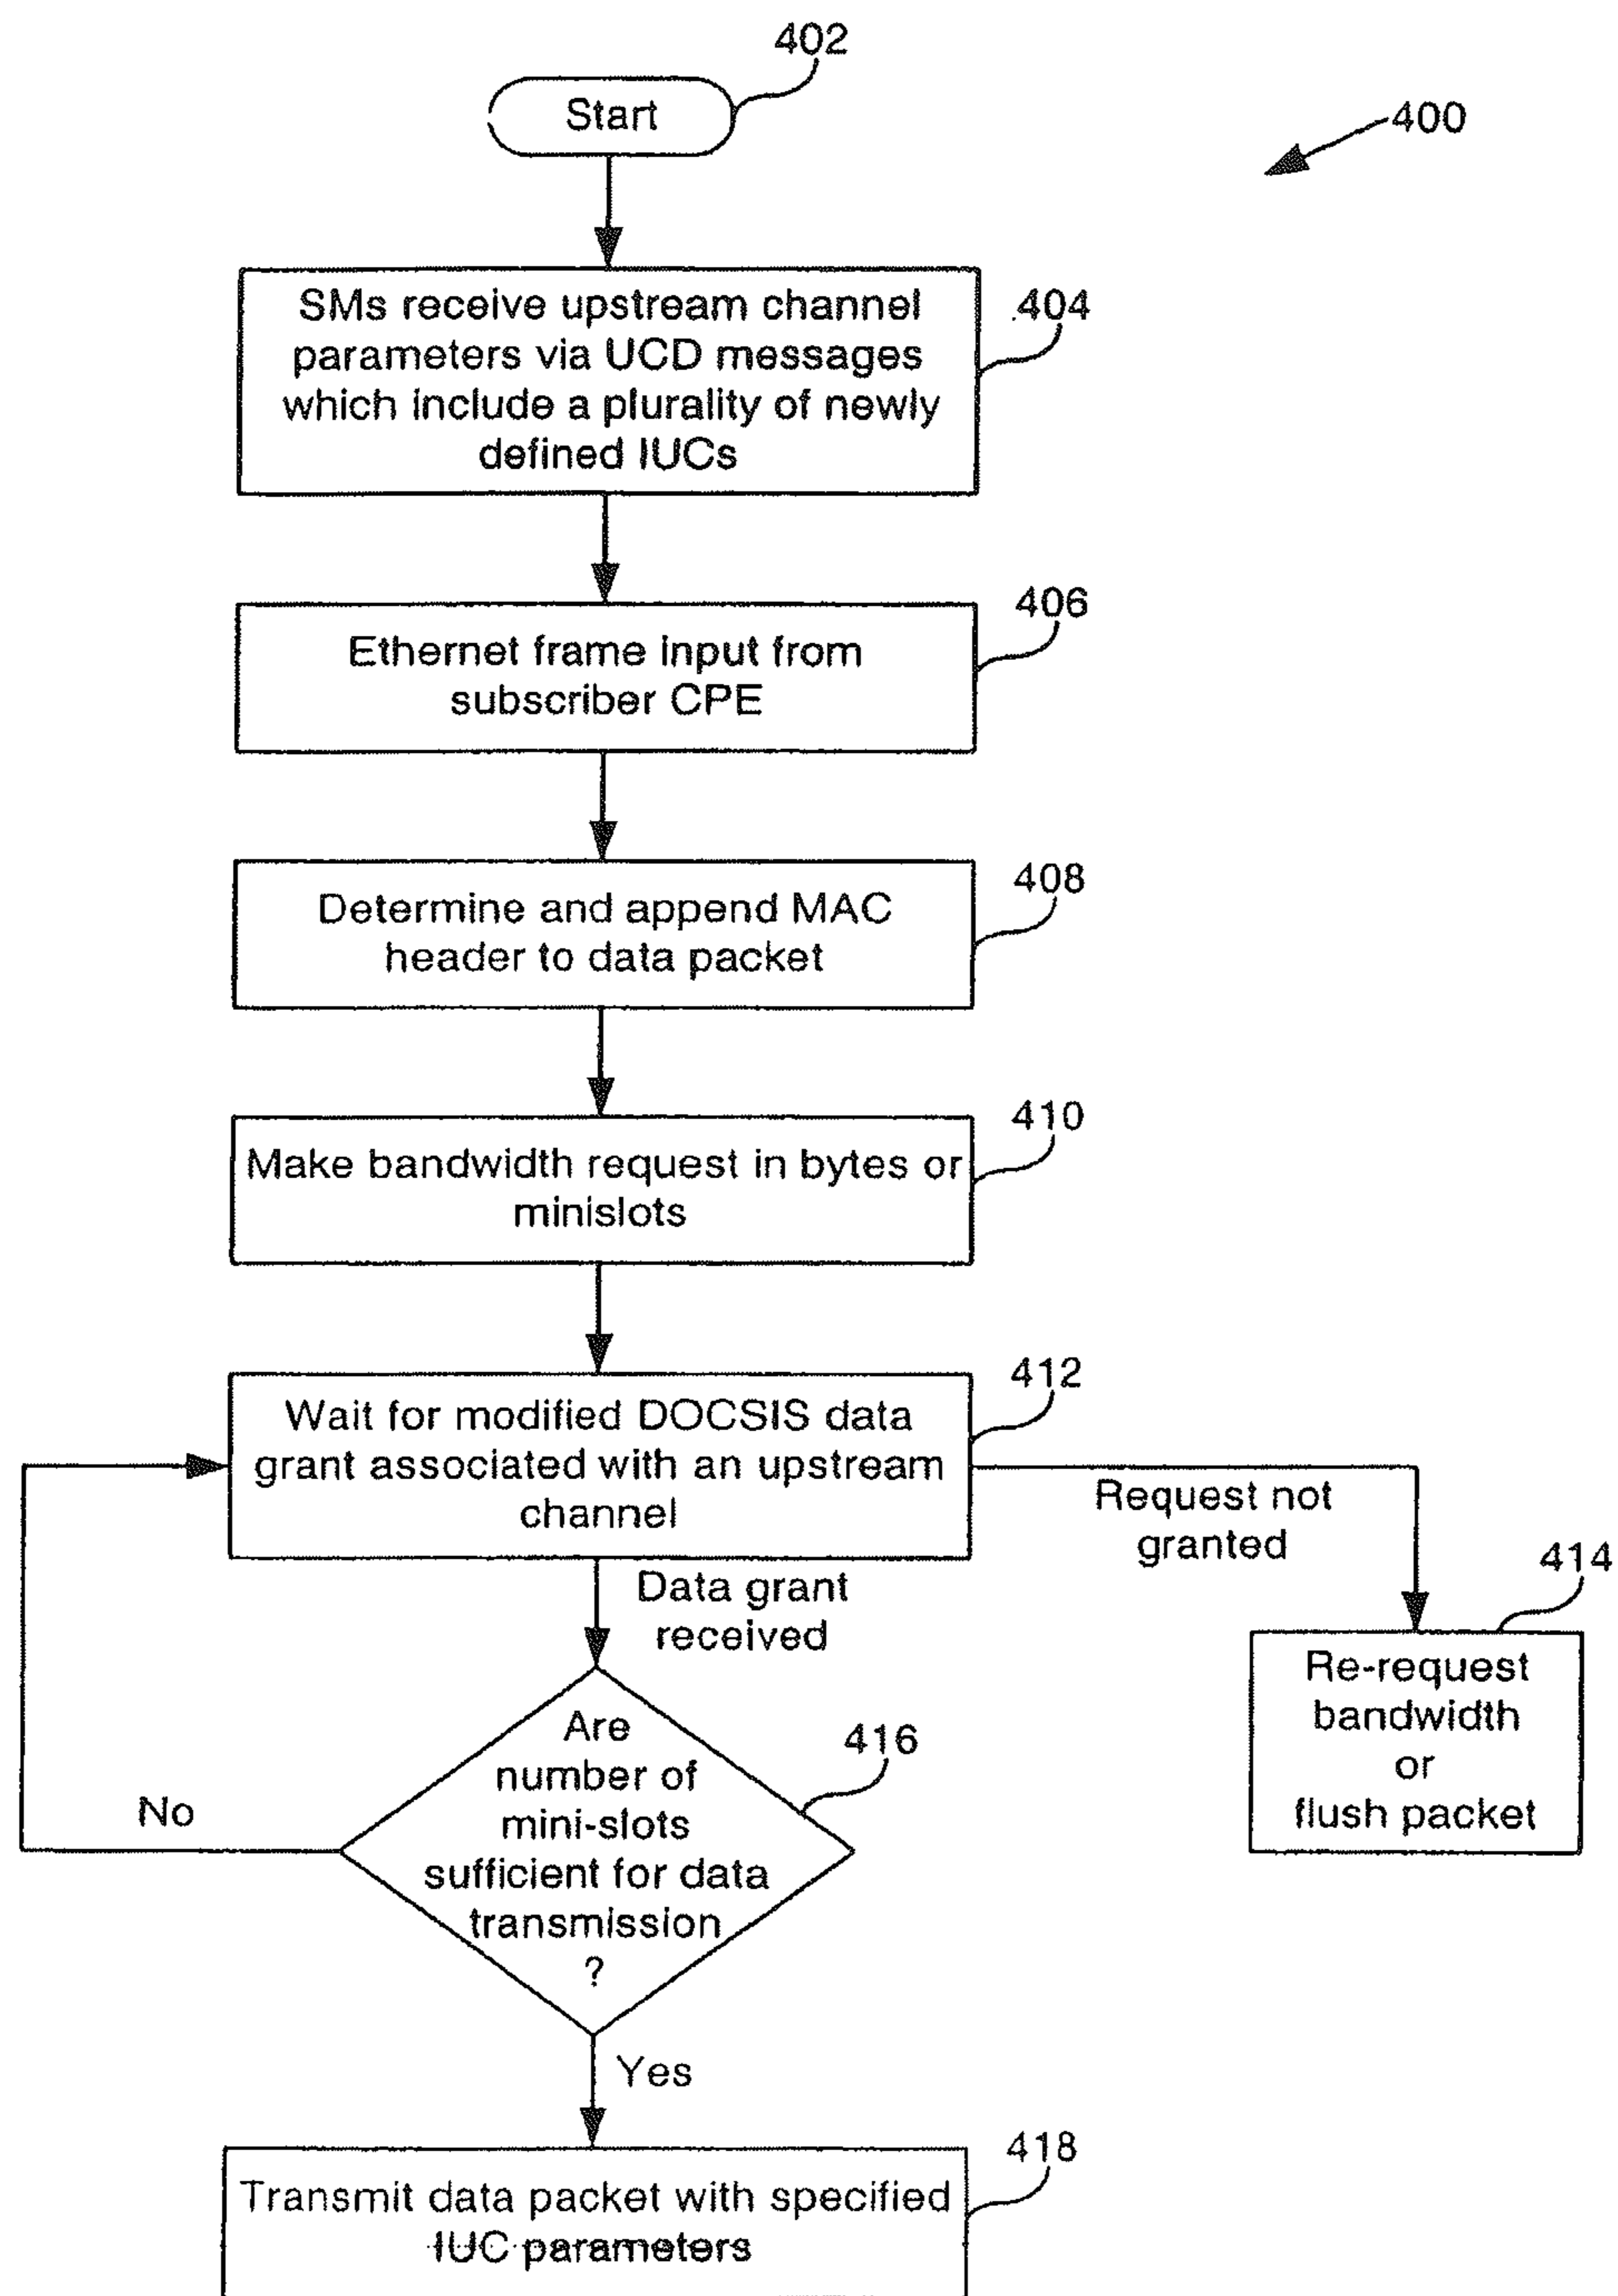 402
Start
400
SMs receive upstream channel
parameters via UCD messages
which include a plurality of newly
defined IUCs
404
Ethernet frame input from
subscriber CPE
406
Determine and append MAC
header to data packet
408
Make bandwidth request in bytes or
minislots
410
Wait for modified DOCSIS data
grant associated with an upstream
channel
412
Request not
granted
414
Re-request
bandwidth
or
flush packet
Data grant
received
Are
number of
mini-slots
sufficient for data
transmission
?
416
No
Yes
Transmit data packet with specified
IUC parameters
418